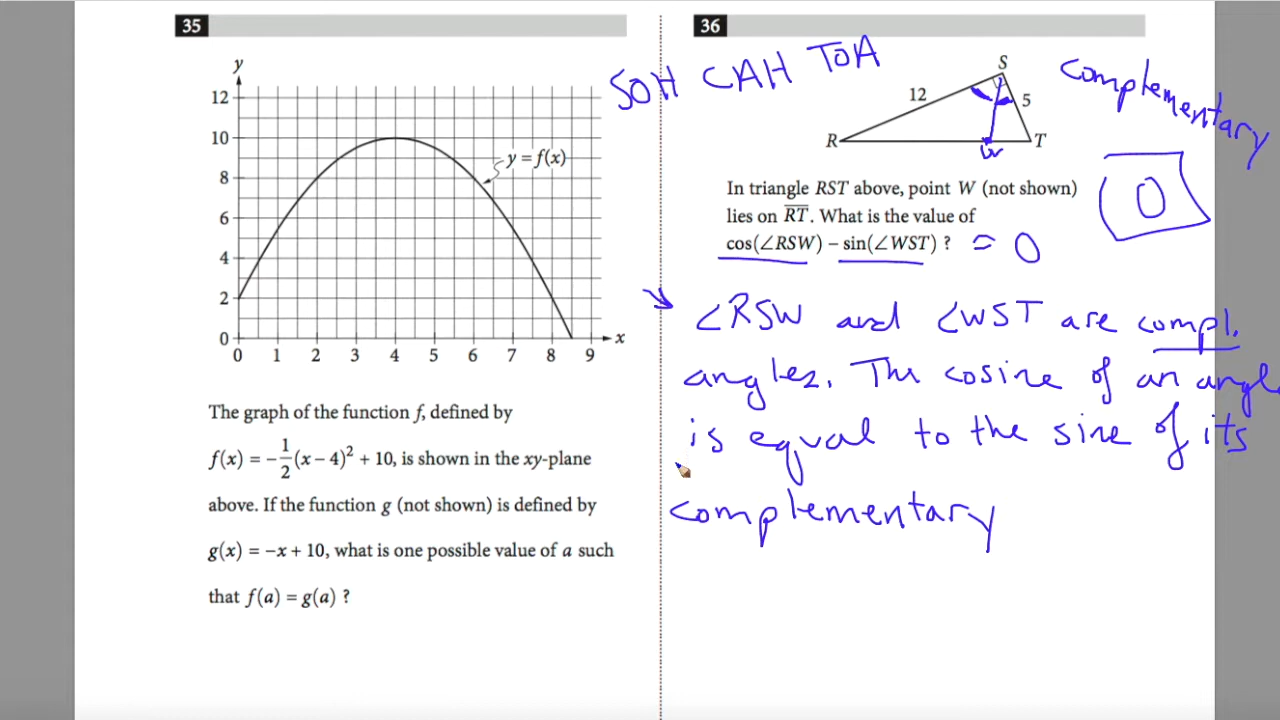 35
y
12
10
8
6
4
2
0
y = f(x)
0 1 2 3 4 5 6 7 8 9 x
The graph of the function f, defined by
f(x) = −1/2(x − 4)² + 10, is shown in the xy-plane
above. If the function g (not shown) is defined by
g(x) = −x + 10, what is one possible value of a such
that f(a) = g(a) ?
36
SOH CAH TOA
complementary
S
12
5
R
W
T
In triangle RST above, point W (not shown)
lies on RT. What is the value of
cos(∠RSW) − sin(∠WST) ? = 0
0
∠RSW and ∠WST are compl.
angles. The cosine of an angle
is equal to the sine of its
complementary